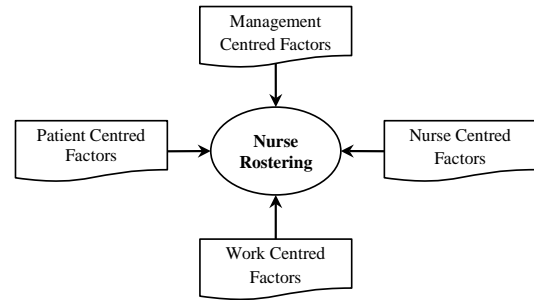 Management
Centred Factors
Patient Centred
Factors
Nurse
Rostering
Nurse Centred
Factors
Work Centred
Factors